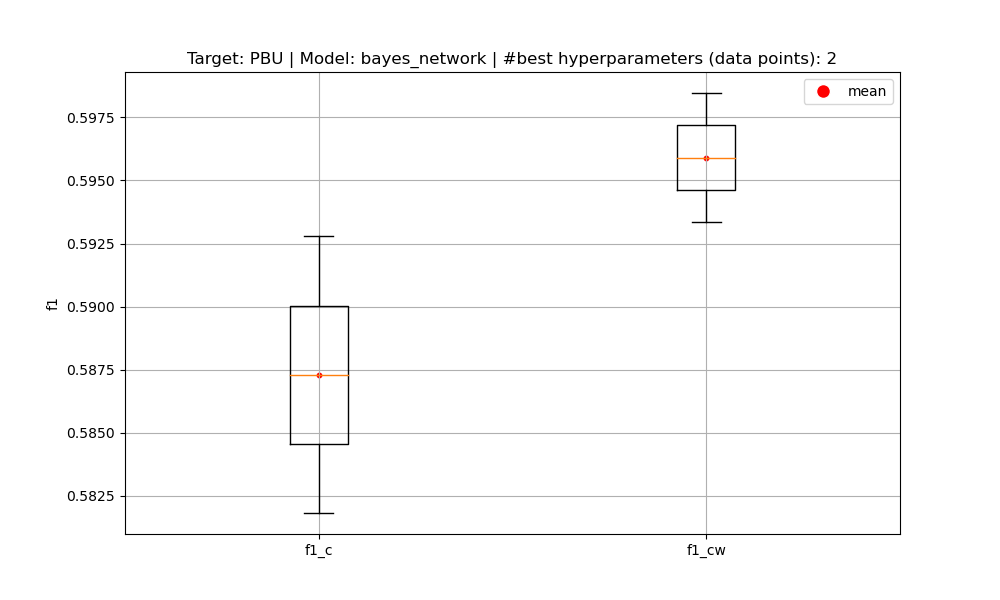 Target: PBU | Model: bayes_network | #best hyperparameters (data points): 2
mean
0.5975
0.5950
0.5925
0.5900
0.5875
0.5850
0.5825
f1
f1_c
f1_cw